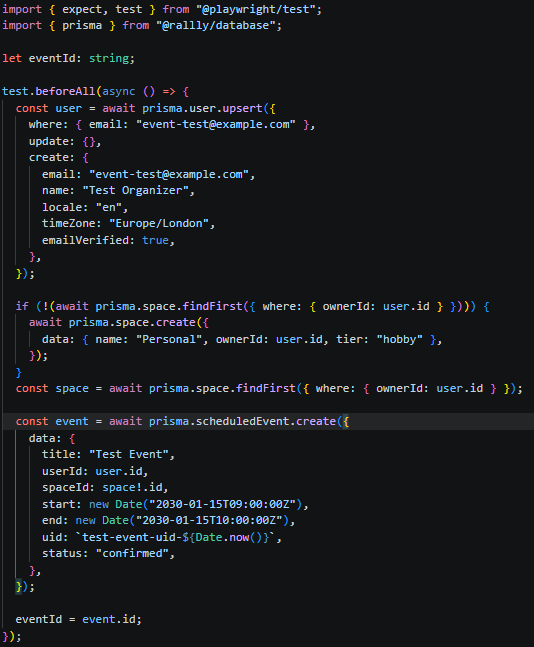 import { expect, test } from "@playwright/test";
import { prisma } from "@rallly/database";

let eventId: string;

test.beforeAll(async () => {
  const user = await prisma.user.upsert({
    where: { email: "event-test@example.com" },
    update: {},
    create: {
      email: "event-test@example.com",
      name: "Test Organizer",
      locale: "en",
      timeZone: "Europe/London",
      emailVerified: true,
    },
  });

  if (!(await prisma.space.findFirst({ where: { ownerId: user.id } }))) {
    await prisma.space.create({
      data: { name: "Personal", ownerId: user.id, tier: "hobby" },
    });
  }
  const space = await prisma.space.findFirst({ where: { ownerId: user.id } });

  const event = await prisma.scheduledEvent.create({
    data: {
      title: "Test Event",
      userId: user.id,
      spaceId: space!.id,
      start: new Date("2030-01-15T09:00:00Z"),
      end: new Date("2030-01-15T10:00:00Z"),
      uid: `test-event-uid-${Date.now()}`,
      status: "confirmed",
    },
  });

  eventId = event.id;
});